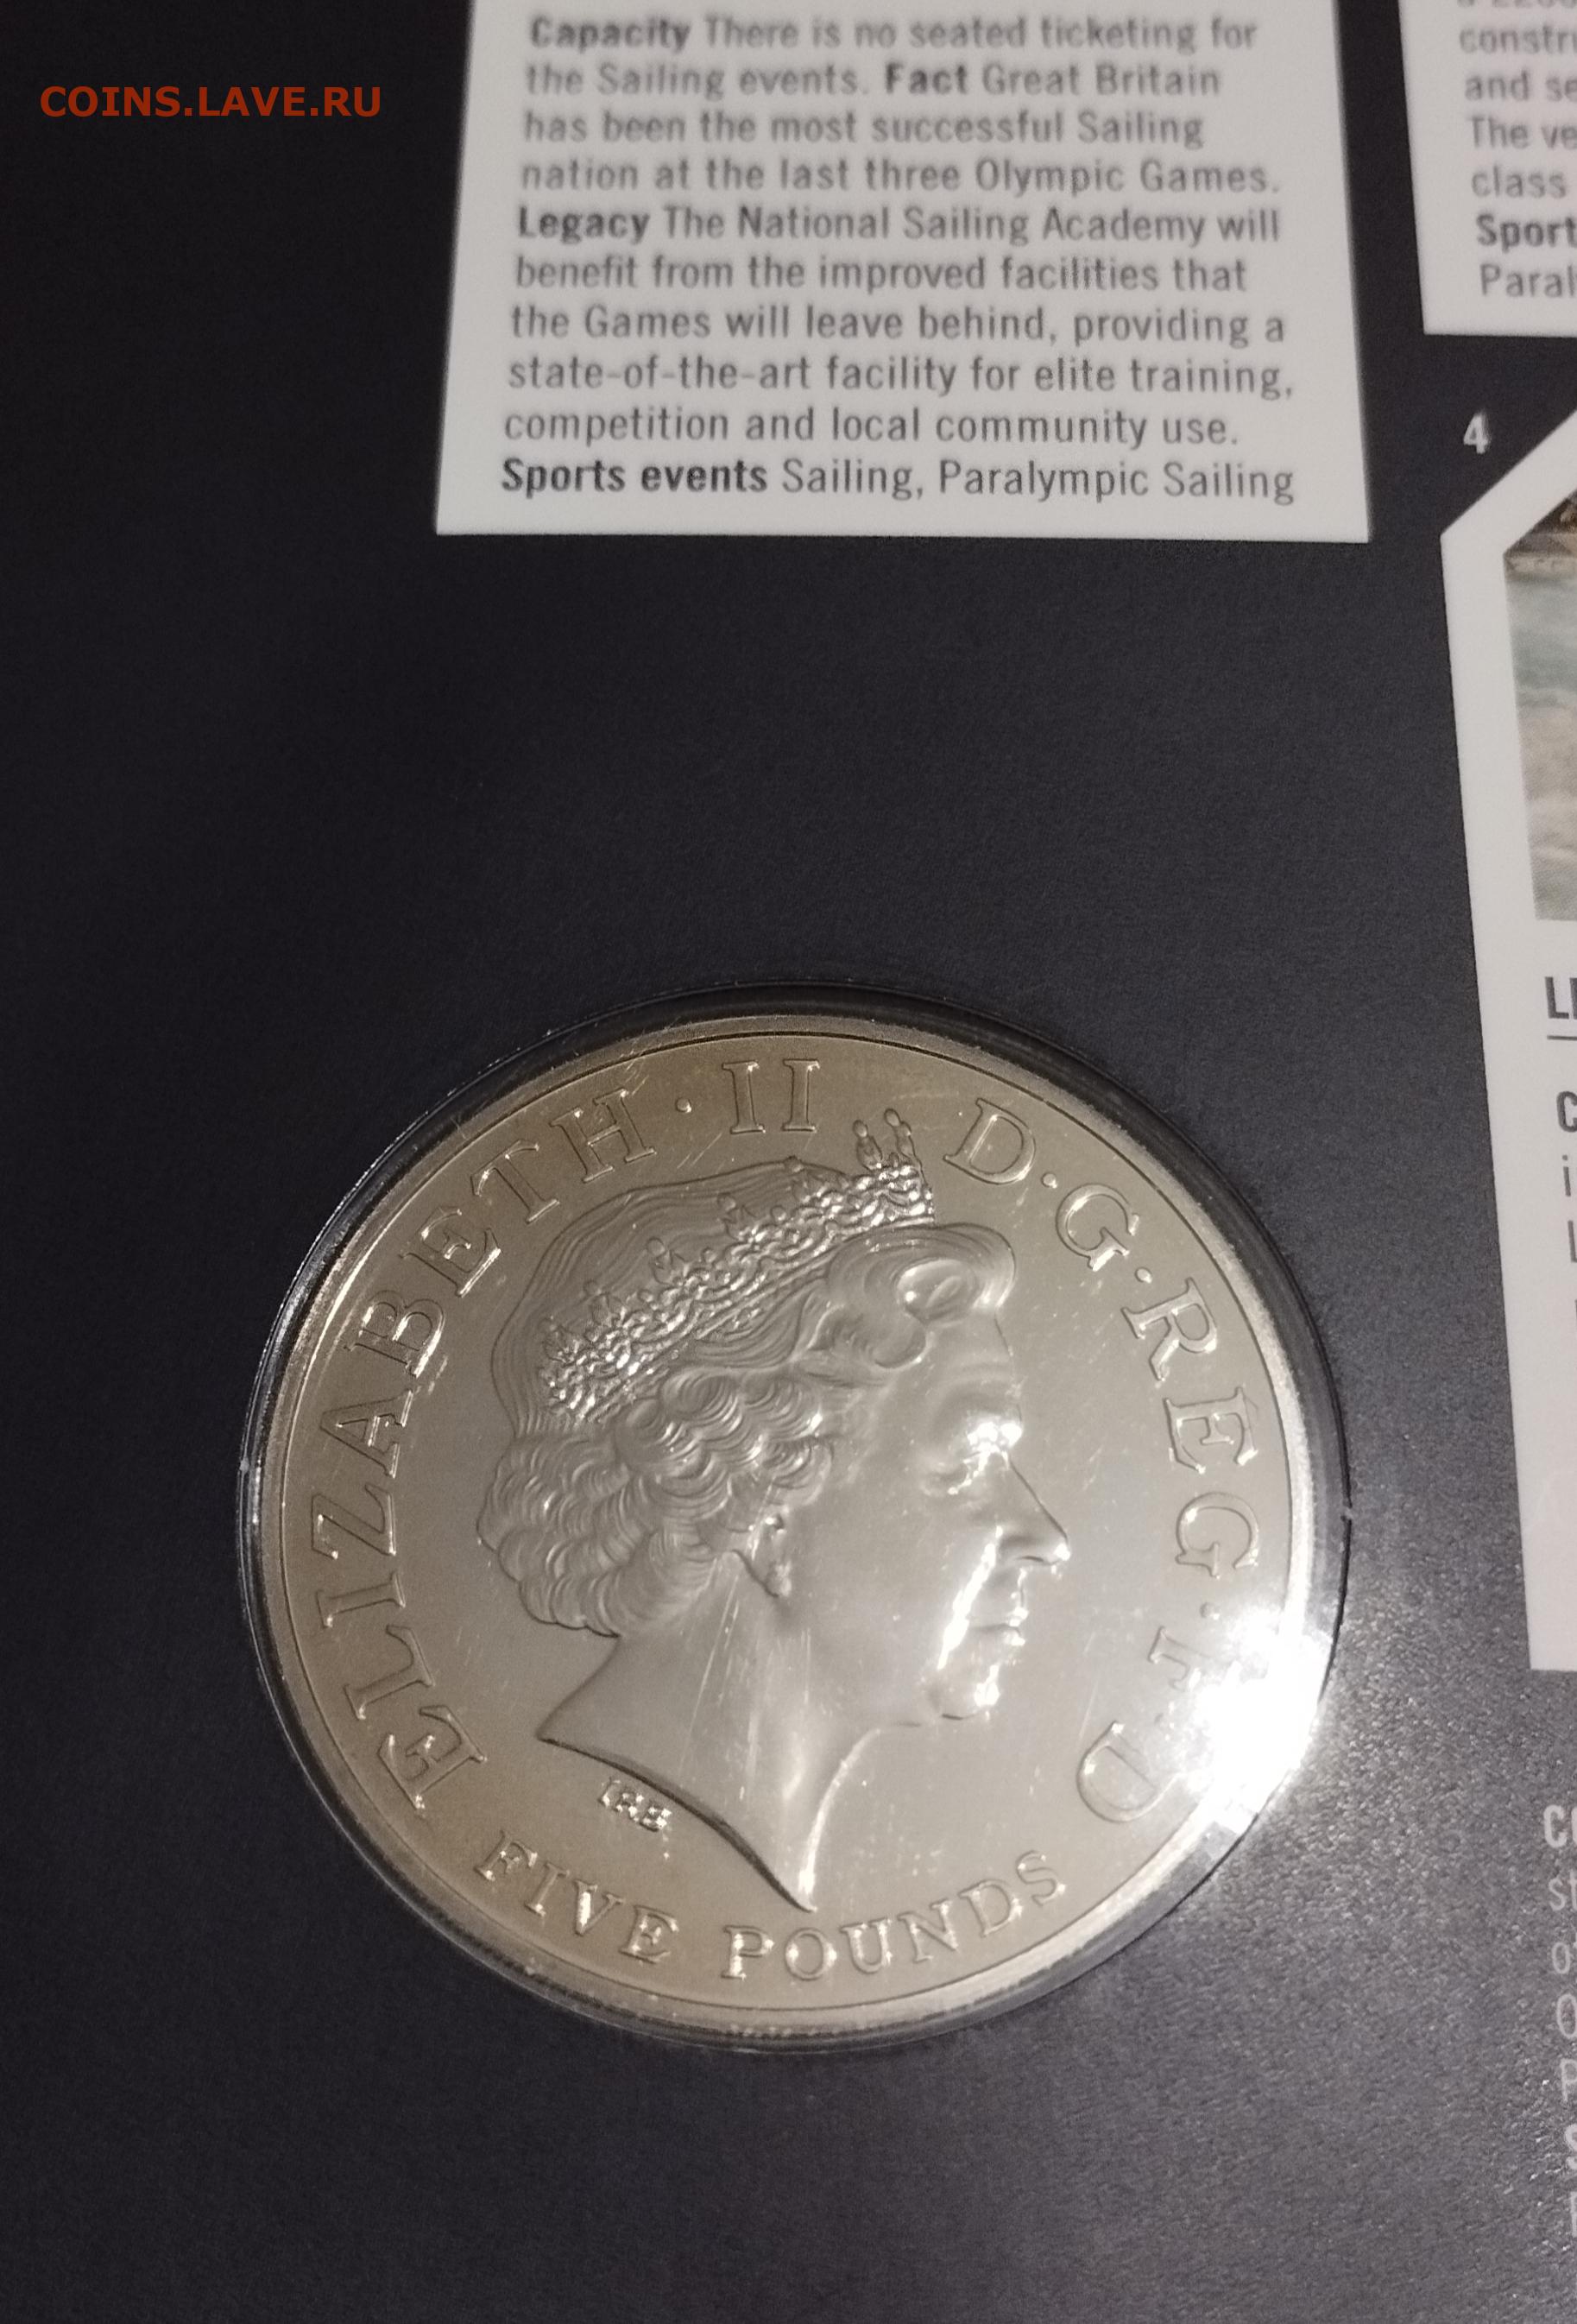 COINS.LAVE.RU
Capacity There is no seated ticketing for
the Sailing events. Fact Great Britain
has been the most successful Sailing
nation at the last three Olympic Games.
Legacy The National Sailing Academy will
benefit from the improved facilities that
the Games will leave behind, providing a
state-of-the-art facility for elite training,
competition and local community use.
Sports events Sailing, Paralympic Sailing
and
The
class
4
ELIZABETH · II D·G·REG·F·D
IRB
FIVE POUNDS